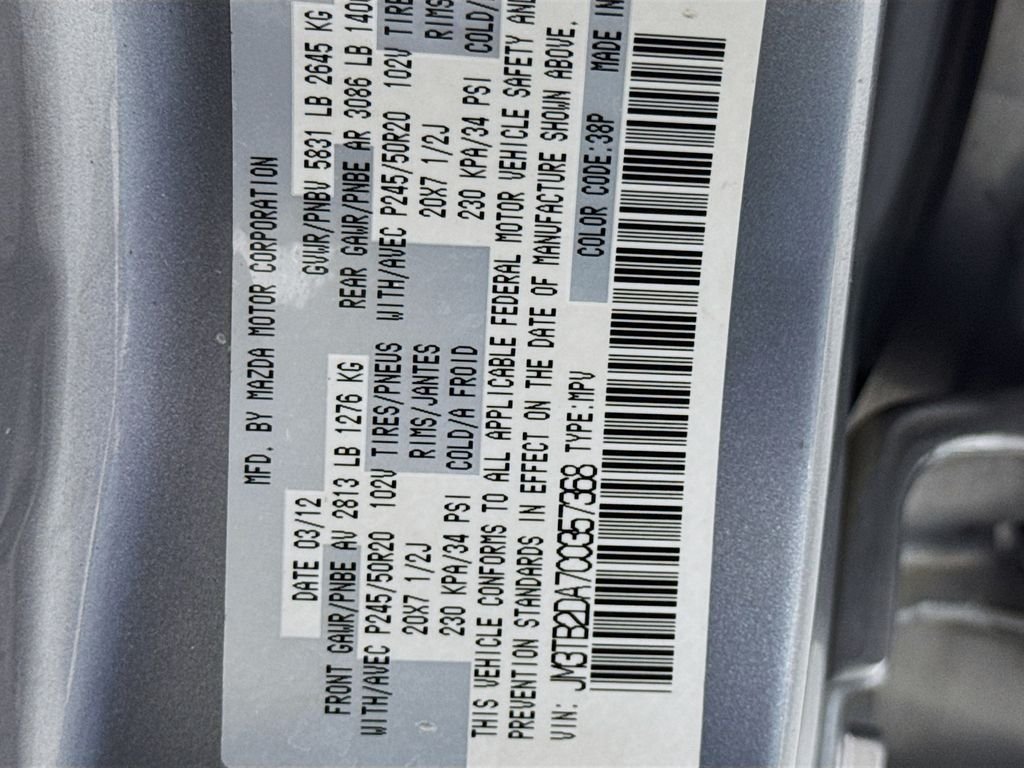 MFD. BY MAZDA MOTOR CORPORATION
DATE 03/12 GVWR/PNBV 5831 LB 2645 KG
FRONT GAWR/PNBE AV 2813 LB 1276 KG REAR GAWR/PNBE AR 3086 LB
WITH/AVEC P245/50R20 102V TIRES/PNEUS WITH/AVEC P245/50R20 102V TIRES
20X7 1/2J RIMS/JANTES 20X7 1/2J RIMS
230 KPA/34 PSI COLD/A FROID 230 KPA/34 PSI COLD/A
THIS VEHICLE CONFORMS TO ALL APPLICABLE FEDERAL MOTOR VEHICLE SAFETY AND
PREVENTION STANDARDS IN EFFECT ON THE DATE OF MANUFACTURE SHOWN ABOVE.
VIN: JM3TB2DA7C0357368 TYPE:MPV COLOR CODE:38P MADE IN